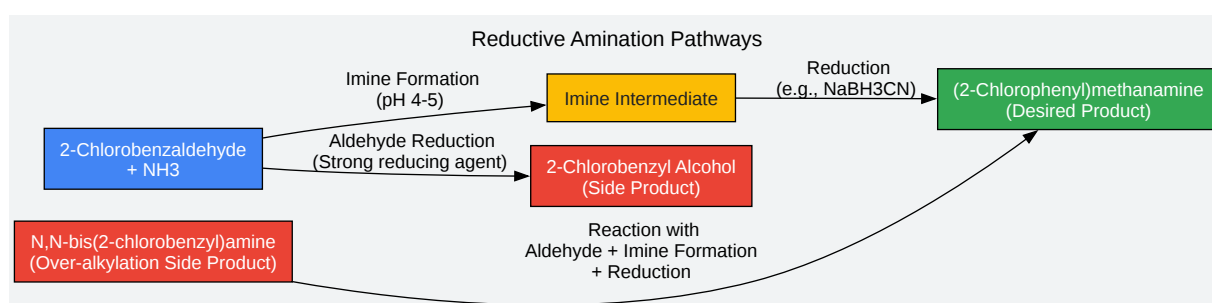 Reductive Amination Pathways
Imine Formation
(pH 4-5)
Reduction
(e.g., NaBH3CN)
Imine Intermediate
(2-Chlorophenyl)methanamine
(Desired Product)
2-Chlorobenzaldehyde
+ NH3
Aldehyde Reduction
(Strong reducing agent)
2-Chlorobenzyl Alcohol
(Side Product)
N,N-bis(2-chlorobenzyl)amine
(Over-alkylation Side Product)
Reaction with
Aldehyde + Imine Formation
+ Reduction